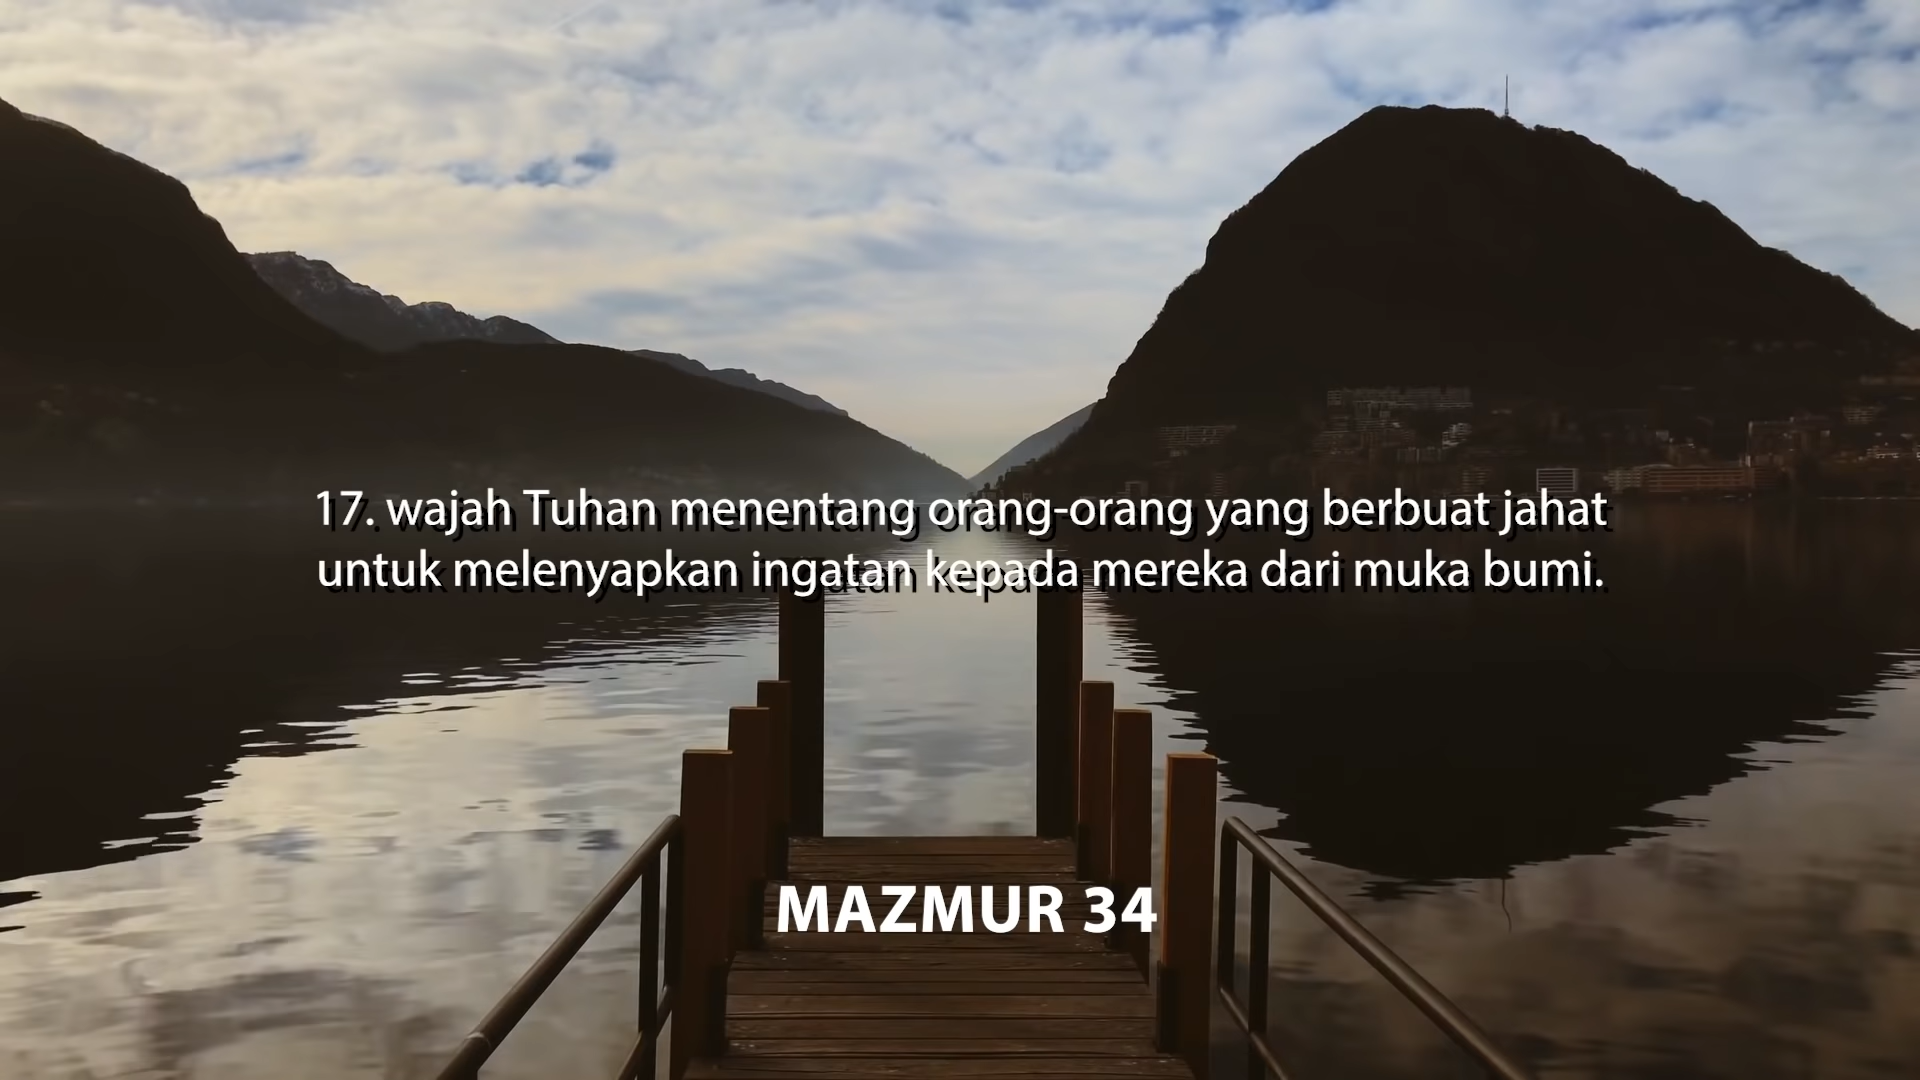 17. wajah Tuhan menentang orang-orang yang berbuat jahat
untuk melenyapkan ingatan kepada mereka dari muka bumi.
MAZMUR 34